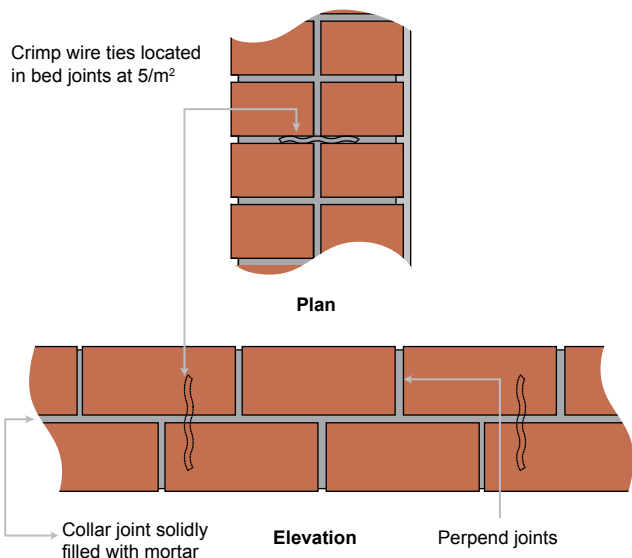 Crimp wire ties located
in bed joints at 5/m²
Plan
Collar joint solidly
filled with mortar
Elevation
Perpend joints